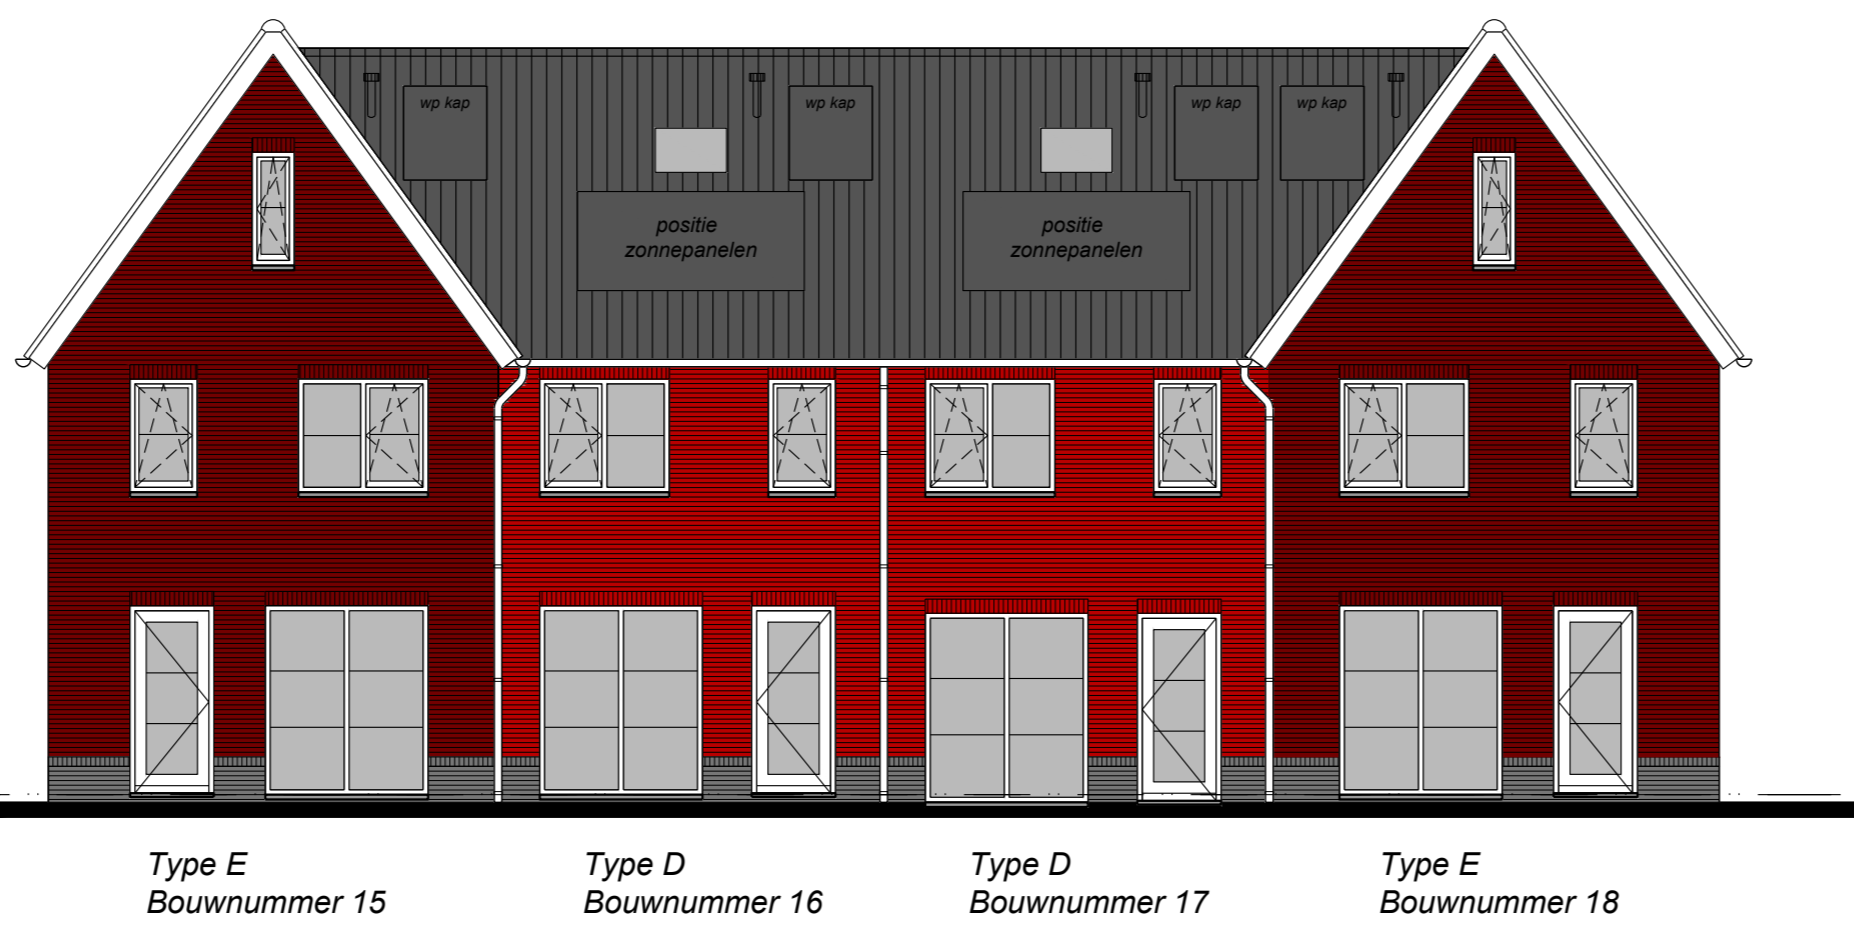 wp kap
wp kap
wp kap
wp kap
positie
zonnepanelen
positie
zonnepanelen
Type E
Bouwnummer 15
Type D
Bouwnummer 16
Type D
Bouwnummer 17
Type E
Bouwnummer 18